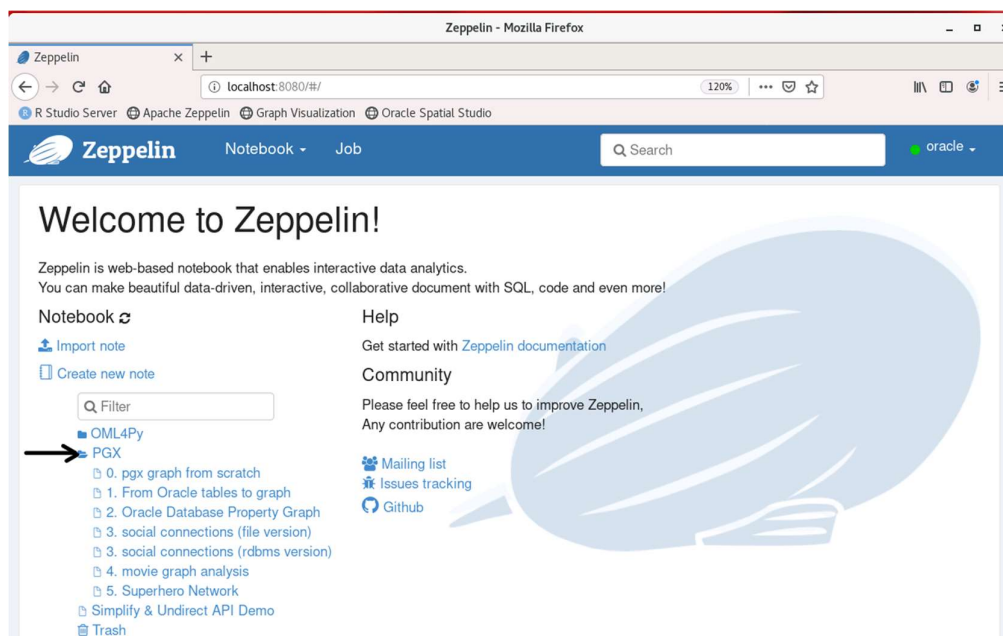 Zeppelin - Mozilla Firefox
Zeppelin
localhost:8080/#/
120%
R Studio Server Apache Zeppelin Graph Visualization Oracle Spatial Studio
Zeppelin Notebook Job Search oracle
Welcome to Zeppelin!
Zeppelin is web-based notebook that enables interactive data analytics.
You can make beautiful data-driven, interactive, collaborative document with SQL, code and even more!
Notebook
Import note
Create new note
Filter
OML4Py
PGX
0. pgx graph from scratch
1. From Oracle tables to graph
2. Oracle Database Property Graph
3. social connections (file version)
3. social connections (rdbms version)
4. movie graph analysis
5. Superhero Network
Simplify & Undirect API Demo
Trash
Help
Get started with Zeppelin documentation
Community
Please feel free to help us to improve Zeppelin,
Any contribution are welcome!
Mailing list
Issues tracking
Github